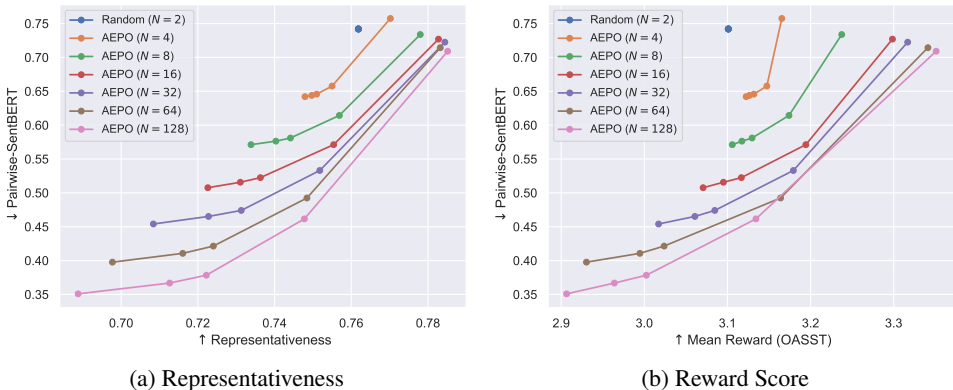 0.75
0.70
0.65
0.60
0.55
0.50
0.45
0.40
0.35
↓ Pairwise-SentBERT
Random (N = 2)
AEPO (N = 4)
AEPO (N = 8)
AEPO (N = 16)
AEPO (N = 32)
AEPO (N = 64)
AEPO (N = 128)
0.70 0.72 0.74 0.76 0.78
↑ Representativeness
(a) Representativeness
0.75
0.70
0.65
0.60
0.55
0.50
0.45
0.40
0.35
↓ Pairwise-SentBERT
Random (N = 2)
AEPO (N = 4)
AEPO (N = 8)
AEPO (N = 16)
AEPO (N = 32)
AEPO (N = 64)
AEPO (N = 128)
2.9 3.0 3.1 3.2 3.3
↑ Mean Reward (OASST)
(b) Reward Score